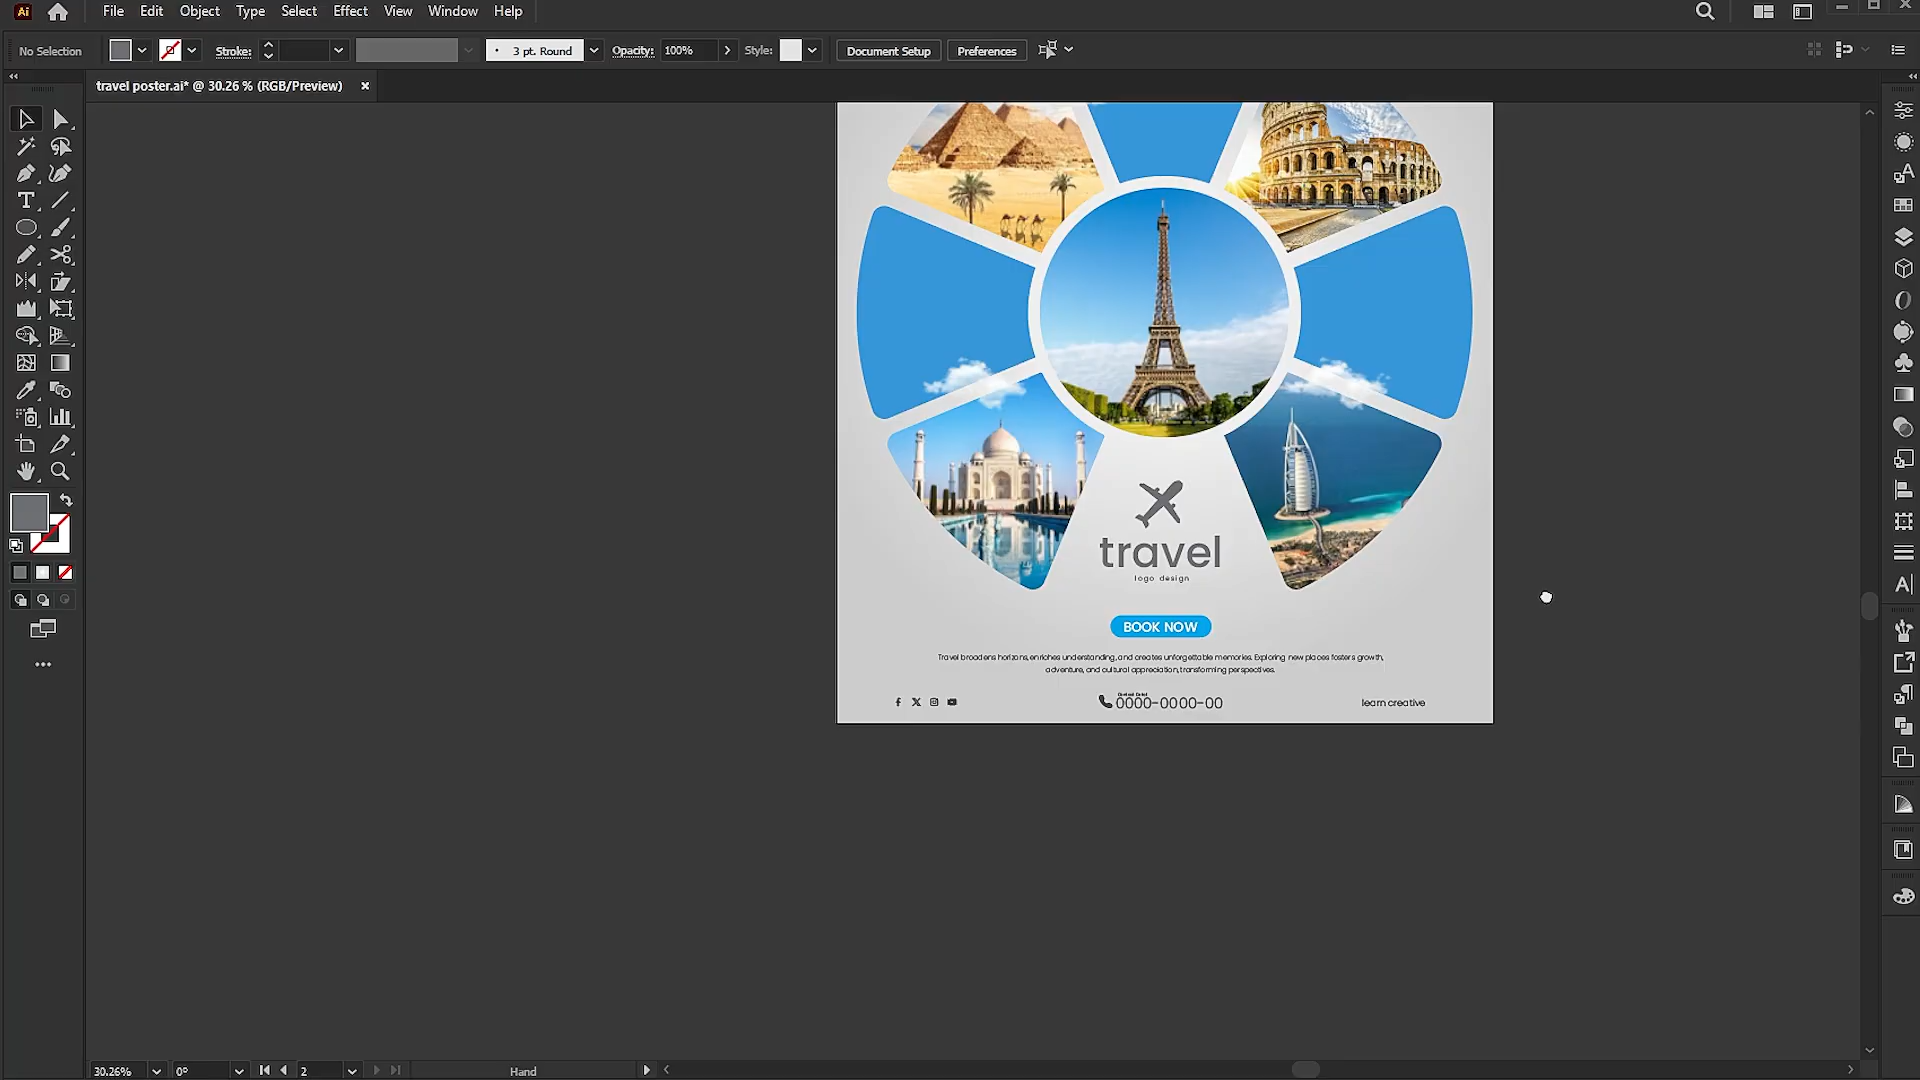 Ai File Edit Object Type Select Effect View Window Help
No Selection Stroke: 3 pt. Round Opacity: 100% Style: Document Setup Preferences
travel poster.ai* @ 30.26 % (RGB/Preview) ×
travel
logo design
BOOK NOW
Travel broadens horizons, enriches understanding, and creates unforgettable memories. Exploring new places fosters growth,
adventure, and cultural appreciation, transforming perspectives.
0000-0000-00
learn creative
30.26% 0° 2 Hand